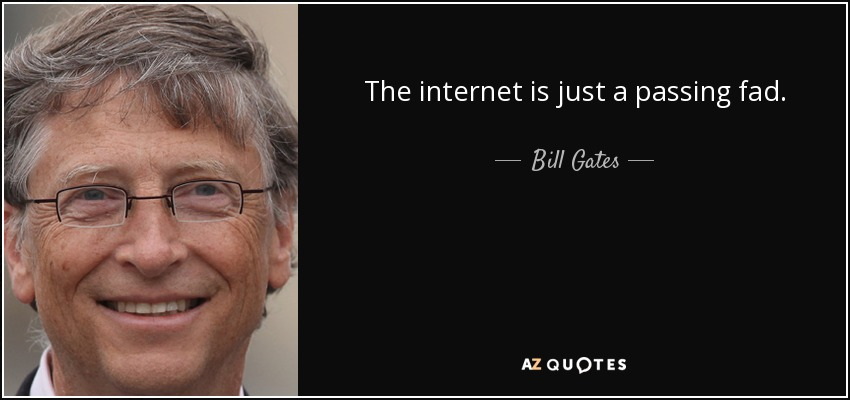 The internet is just a passing fad.
Bill Gates
AZ QUOTES